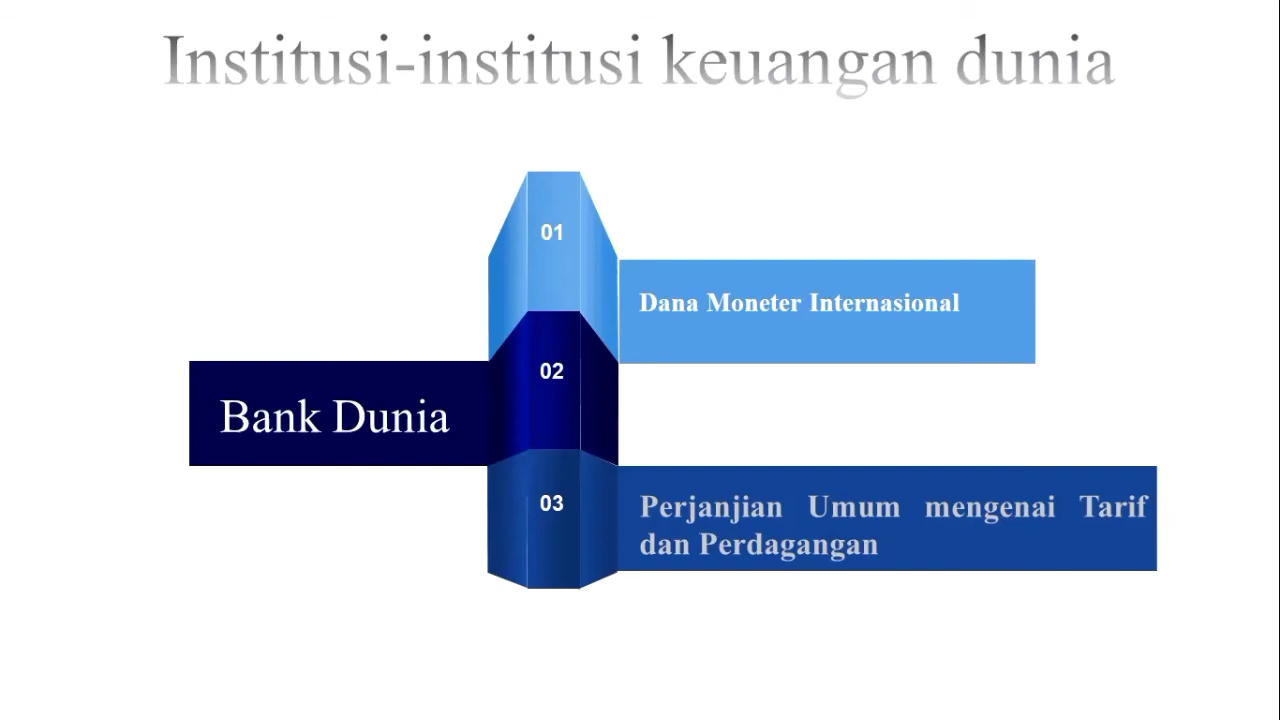 Institusi-institusi keuangan dunia
01
Dana Moneter Internasional
02
Bank Dunia
03
Perjanjian Umum mengenai Tarif
dan Perdagangan